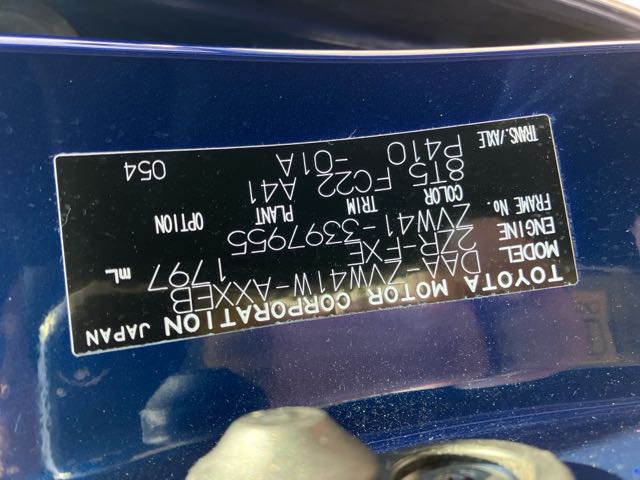 TOYOTA MOTOR CORPORATION JAPAN
MODEL DAA-ZVW41W-AXXEB
ENGINE 2ZR-FXE 1797 mL
FRAME No. ZVW41-3397955
COLOR TRIM PLANT OPTION
8T5 FC22 A41
TRANS./AXLE P410 -01A 054